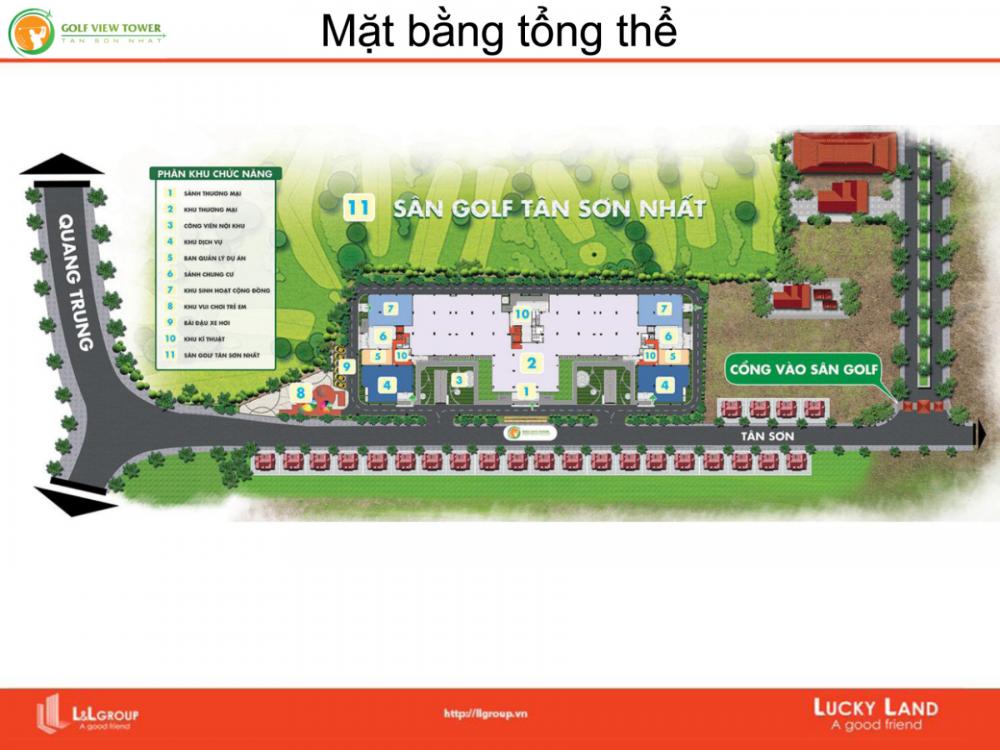 GOLF VIEW TOWER
TAN SON NHAT
Mặt bằng tổng thể
PHÂN KHU CHỨC NĂNG
1 SẢNH THƯƠNG MẠI
2 KHU THƯƠNG MẠI
3 CÔNG VIÊN NỘI KHU
4 KHU DỊCH VỤ
5 BAN QUẢN LÝ DỰ ÁN
6 SẢNH CHUNG CƯ
7 KHU SINH HOẠT CỘNG ĐỒNG
8 KHU VUI CHƠI TRẺ EM
9 BÃI ĐẬU XE HƠI
10 KHU KĨ THUẬT
11 SÂN GOLF TÂN SƠN NHẤT
QUANG TRUNG
11 SÂN GOLF TÂN SƠN NHẤT
7
10
7
6
6
5
10
2
10
5
9
4
3
1
4
8
CỔNG VÀO SÂN GOLF
TÂN SƠN
L&LGROUP
A good friend
http://llgroup.vn
LUCKY LAND
A good friend